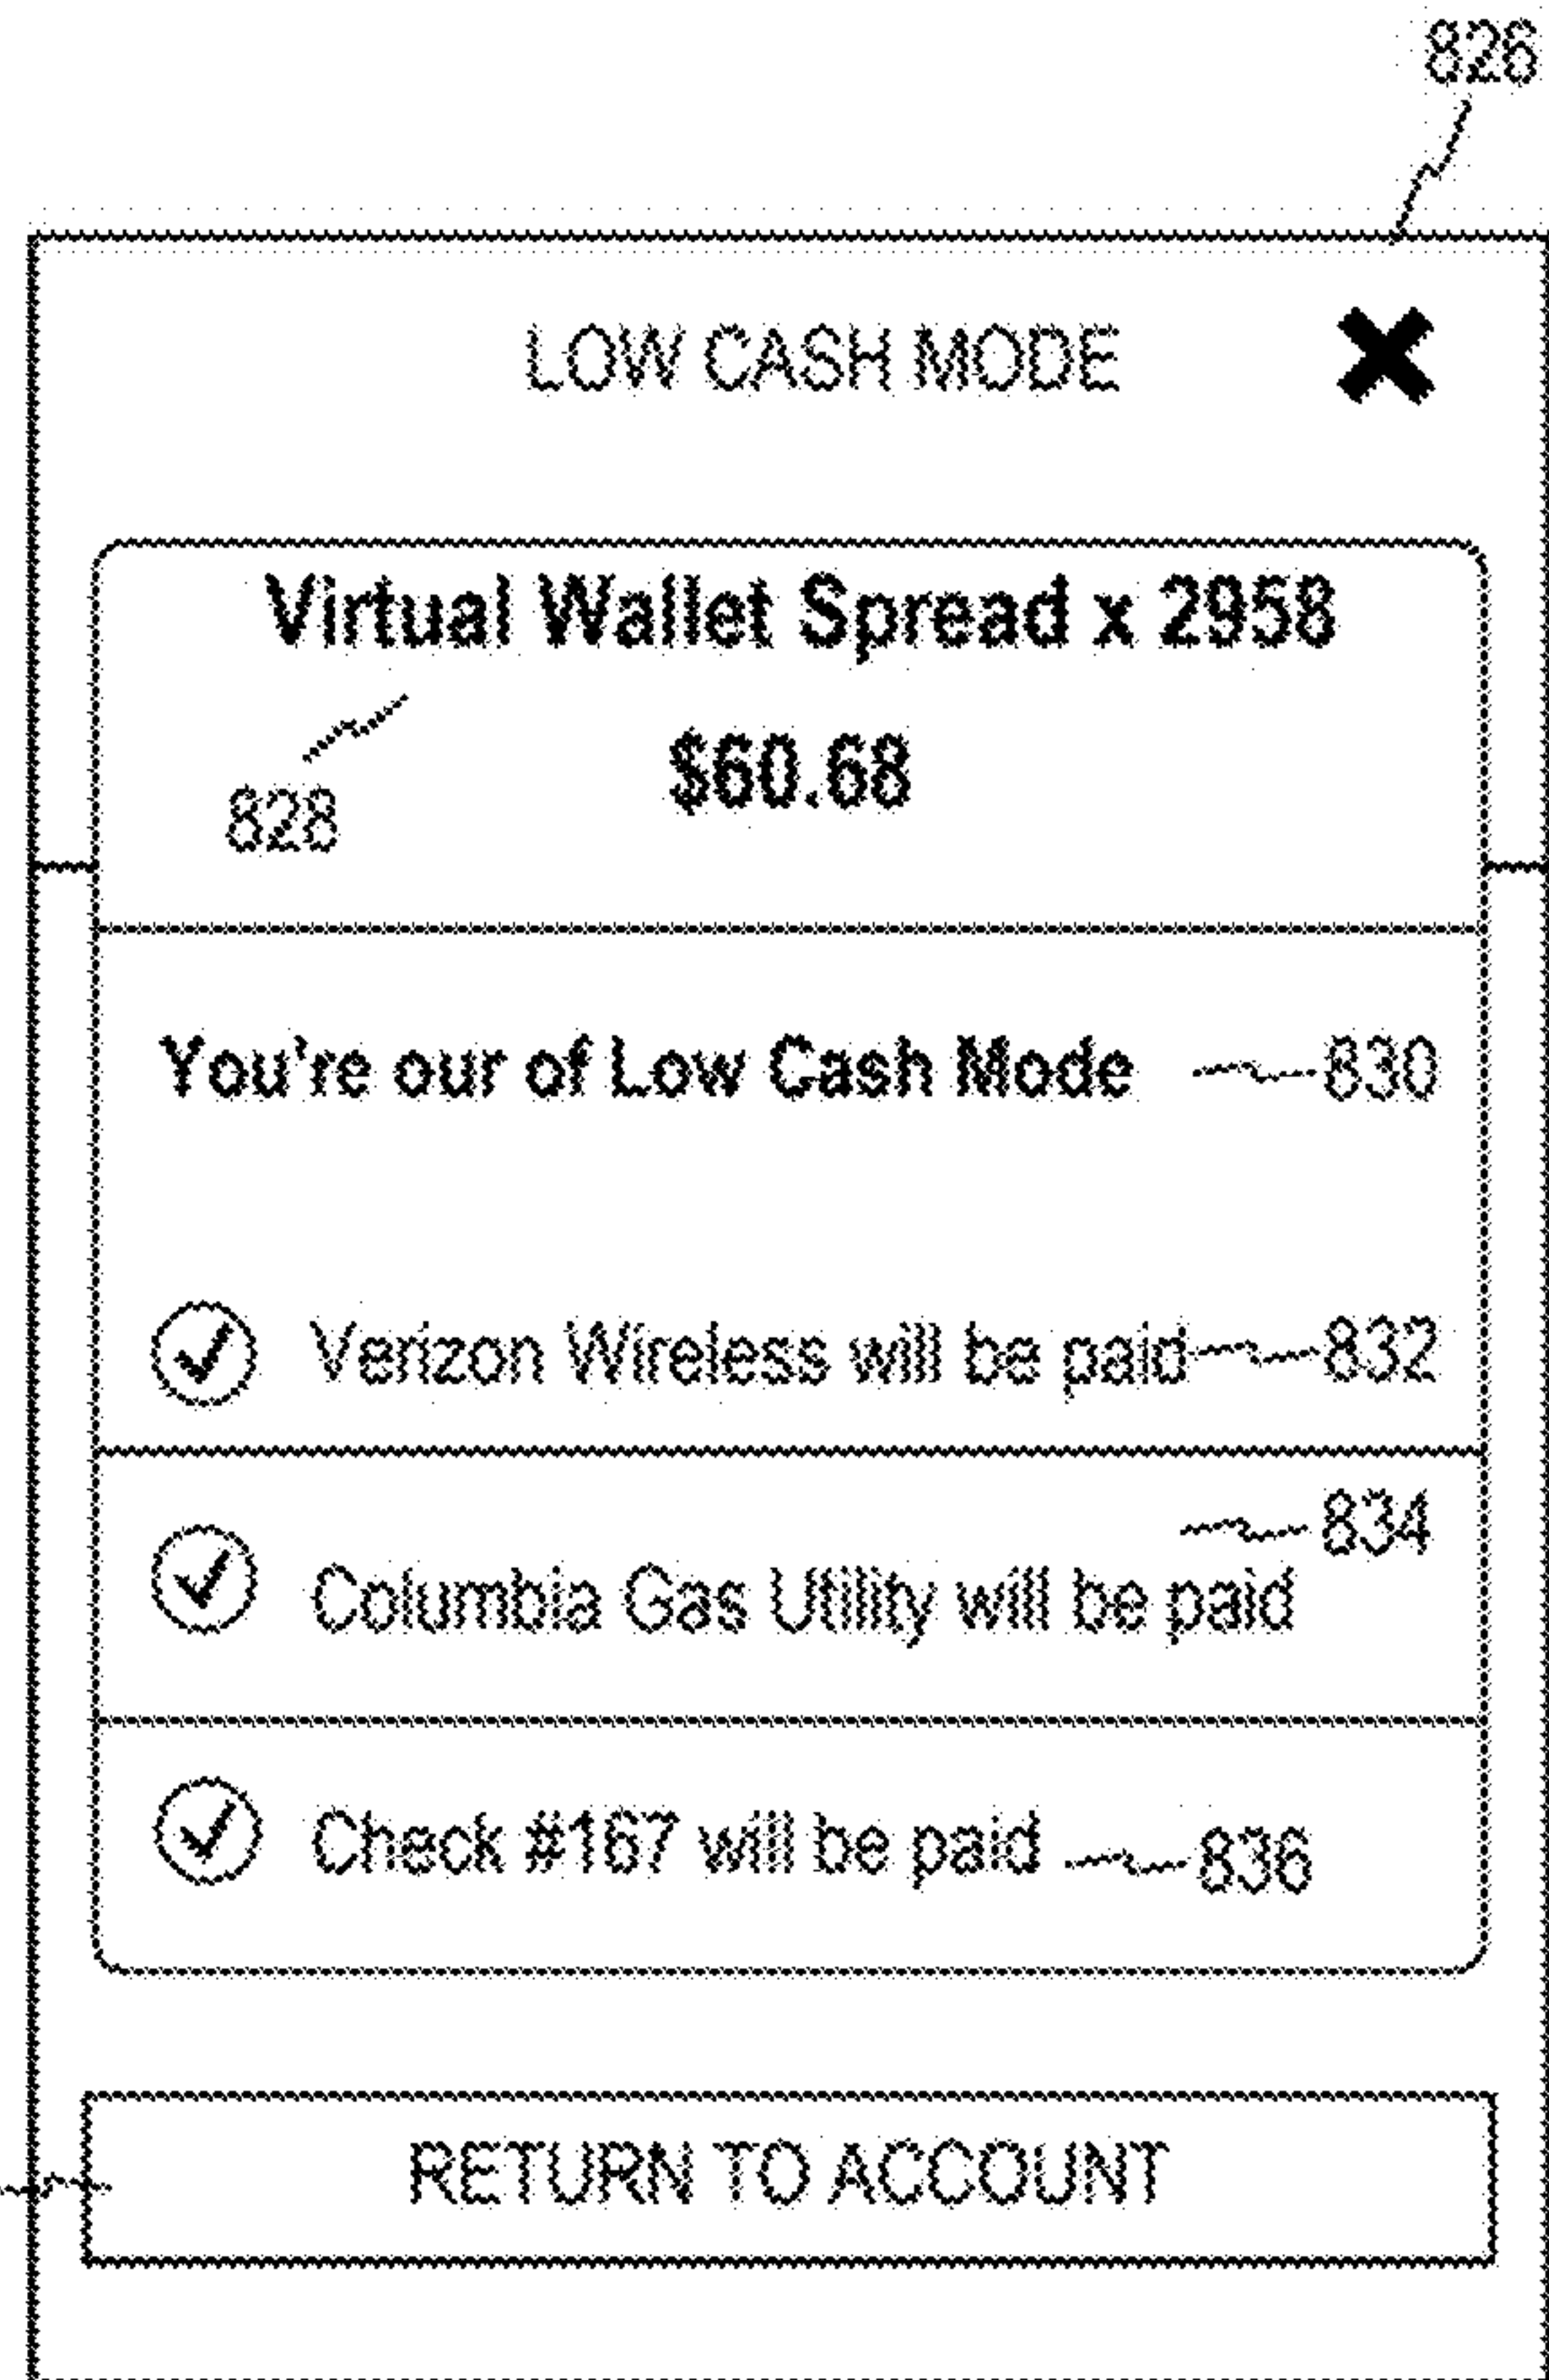 826
LOW CASH MODE
Virtual Wallet Spread x 2958
$60.68
828
You're our of Low Cash Mode 830
Verizon Wireless will be paid 832
834
Columbia Gas Utility will be paid
Check #167 will be paid 836
RETURN TO ACCOUNT